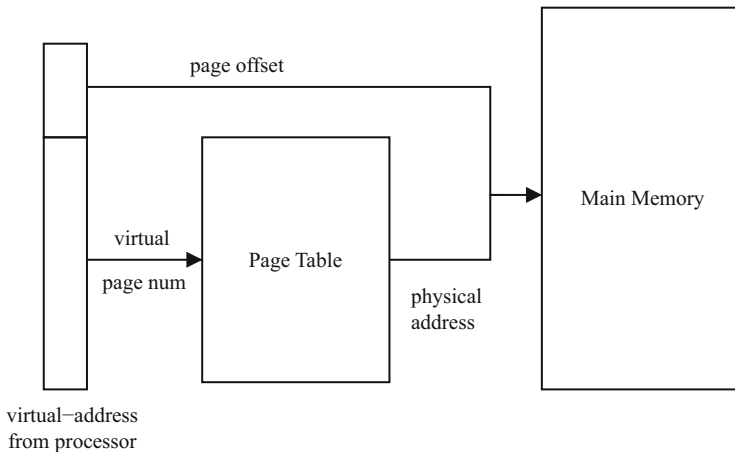 page offset
Main Memory
virtual
page num
Page Table
physical
address
virtual−address
from processor